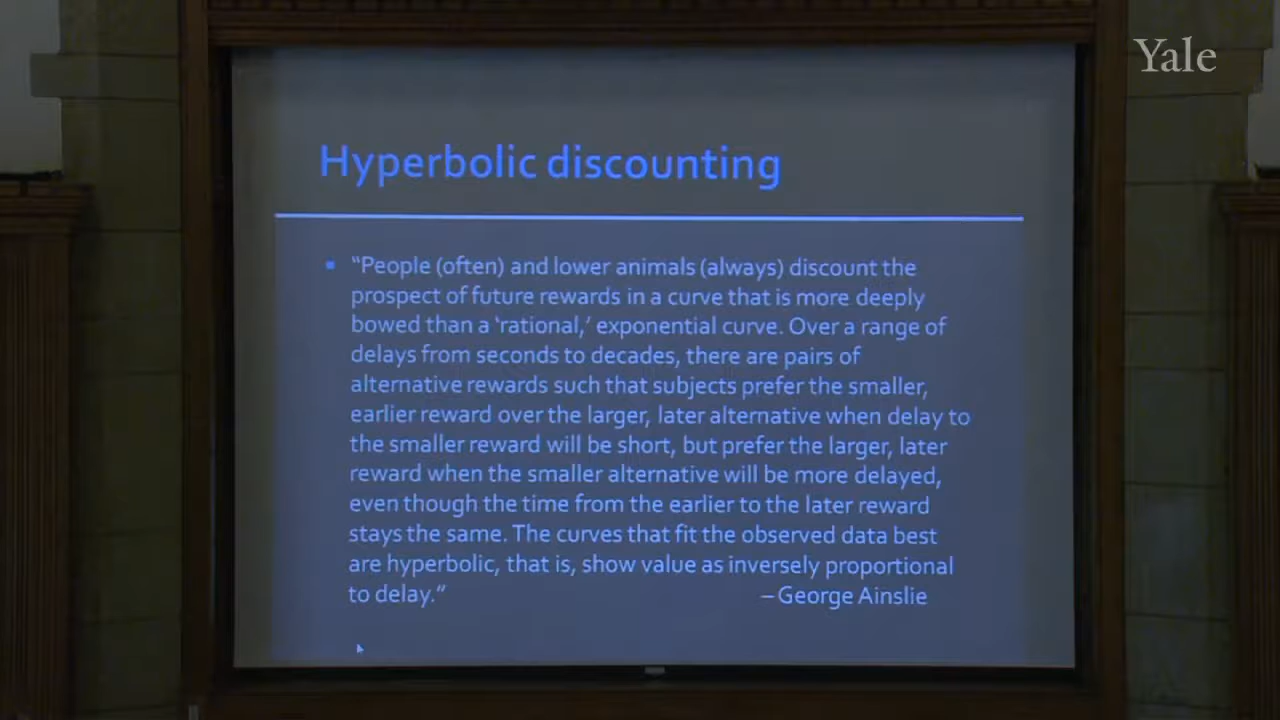 Yale
Hyperbolic discounting
“People (often) and lower animals (always) discount the
prospect of future rewards in a curve that is more deeply
bowed than a ‘rational,’ exponential curve. Over a range of
delays from seconds to decades, there are pairs of
alternative rewards such that subjects prefer the smaller,
earlier reward over the larger, later alternative when delay to
the smaller reward will be short, but prefer the larger, later
reward when the smaller alternative will be more delayed,
even though the time from the earlier to the later reward
stays the same. The curves that fit the observed data best
are hyperbolic, that is, show value as inversely proportional
to delay.” –George Ainslie